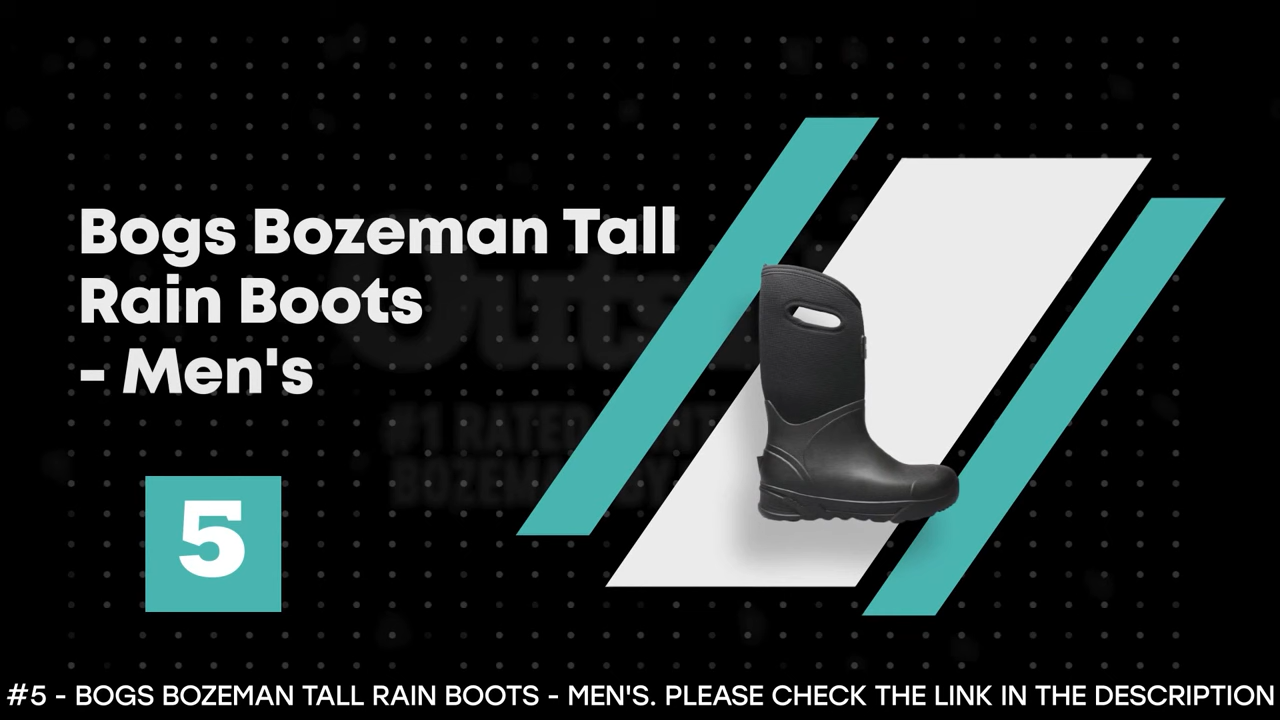 Bogs Bozeman Tall
Rain Boots
- Men's
5
#5 - BOGS BOZEMAN TALL RAIN BOOTS - MEN'S. PLEASE CHECK THE LINK IN THE DESCRIPTION